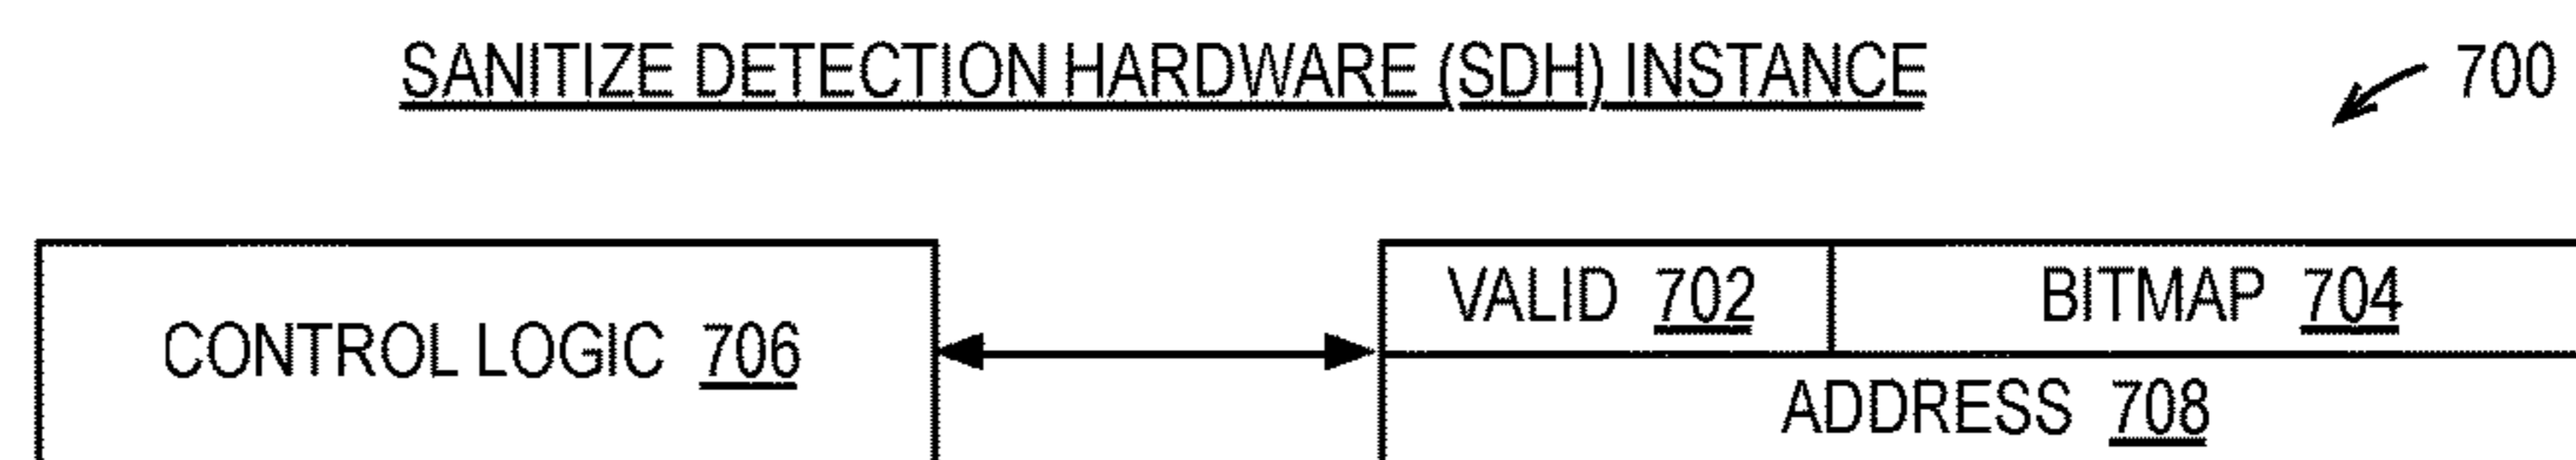 SANITIZE DETECTION HARDWARE (SDH) INSTANCE
700
VALID 702
BITMAP 704
CONTROL LOGIC 706
ADDRESS 708